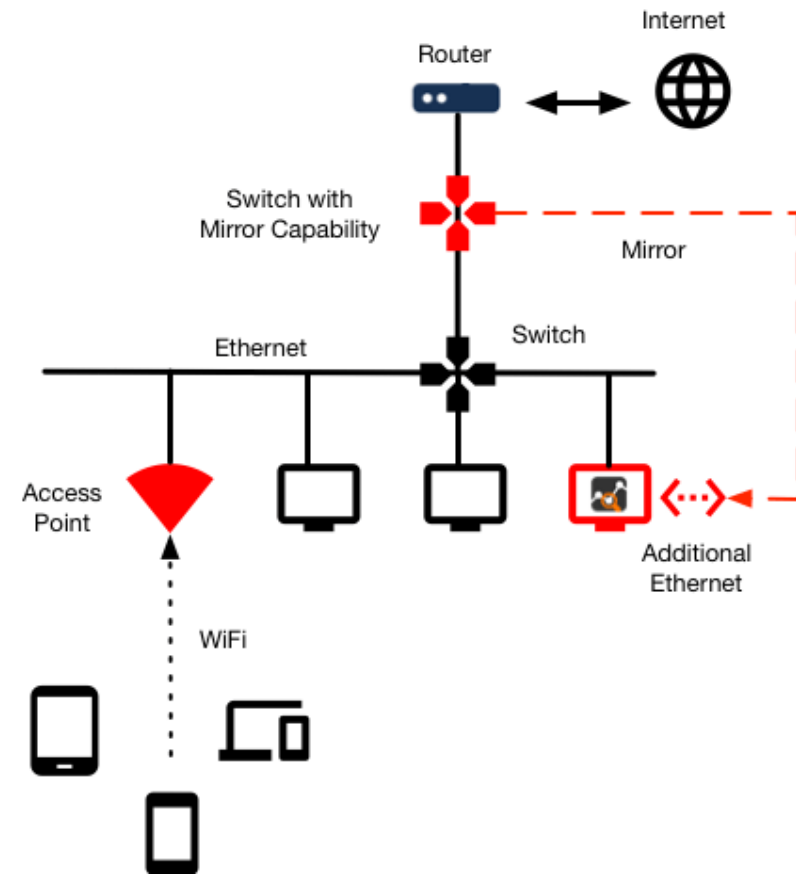 Internet
Router
Switch with
Mirror Capability
Mirror
Switch
Ethernet
Access
Point
Additional
Ethernet
WiFi